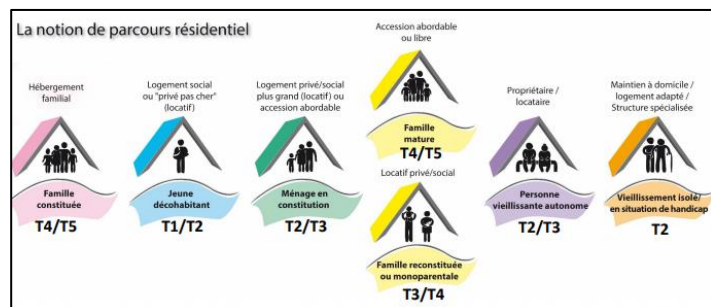 La notion de parcours résidentiel
Hébergement
familial
Famille
constituée
T4/T5
Logement social
ou "privé pas cher"
(locatif)
Jeune
décohabitant
T1/T2
Logement privé/social
plus grand (locatif) ou
accession abordable
Ménage en
constitution
T2/T3
Accession abordable
ou libre
Famille
mature
T4/T5
Locatif privé/social
Famille reconstituée
ou monoparentale
T3/T4
Propriétaire /
locataire
Personne
vieillissante autonome
T2/T3
Maintien à domicile /
logement adapté /
Structure spécialisée
Vieillissement isolé/
en situation de handicap
T2